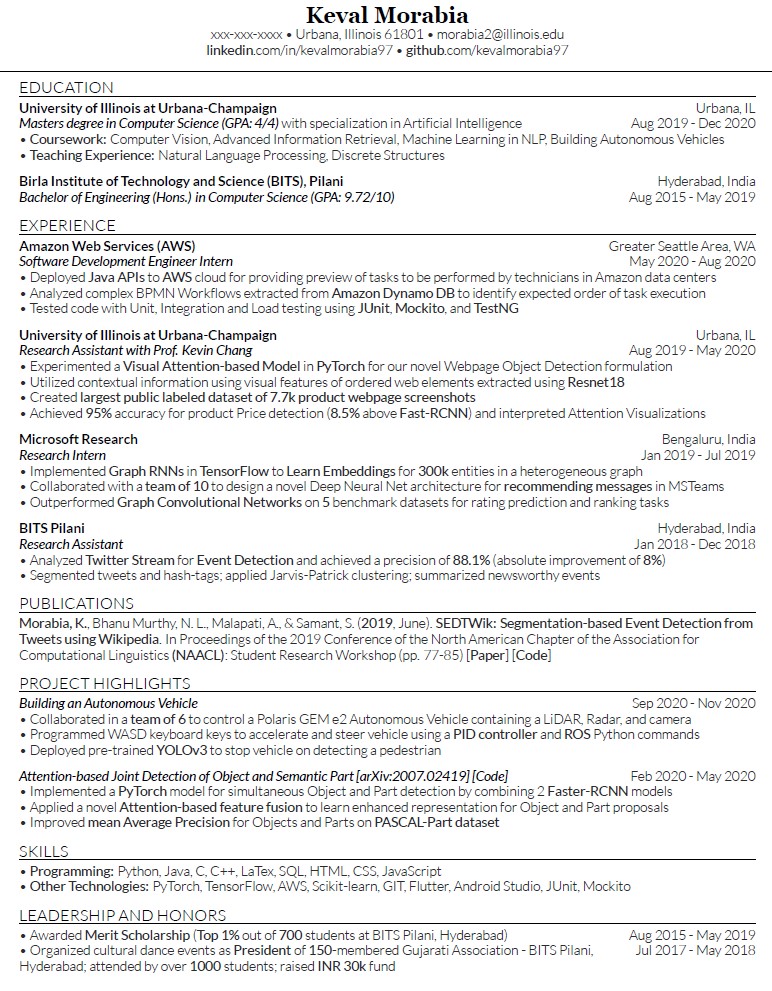 Keval Morabia
xxx-xxx-xxxx • Urbana, Illinois 61801 • morabia2@illinois.edu
linkedin.com/in/kevalmorabia97 • github.com/kevalmorabia97
EDUCATION
University of Illinois at Urbana-Champaign Urbana, IL
Masters degree in Computer Science (GPA: 4/4) with specialization in Artificial Intelligence Aug 2019 - Dec 2020
• Coursework: Computer Vision, Advanced Information Retrieval, Machine Learning in NLP, Building Autonomous Vehicles
• Teaching Experience: Natural Language Processing, Discrete Structures
Birla Institute of Technology and Science (BITS), Pilani Hyderabad, India
Bachelor of Engineering (Hons.) in Computer Science (GPA: 9.72/10) Aug 2015 - May 2019
EXPERIENCE
Amazon Web Services (AWS) Greater Seattle Area, WA
Software Development Engineer Intern May 2020 - Aug 2020
• Deployed Java APIs to AWS cloud for providing preview of tasks to be performed by technicians in Amazon data centers
• Analyzed complex BPMN Workflows extracted from Amazon Dynamo DB to identify expected order of task execution
• Tested code with Unit, Integration and Load testing using JUnit, Mockito, and TestNG
University of Illinois at Urbana-Champaign Urbana, IL
Research Assistant with Prof. Kevin Chang Aug 2019 - May 2020
• Experimented a Visual Attention-based Model in PyTorch for our novel Webpage Object Detection formulation
• Utilized contextual information using visual features of ordered web elements extracted using Resnet18
• Created largest public labeled dataset of 7.7k product webpage screenshots
• Achieved 95% accuracy for product Price detection (8.5% above Fast-RCNN) and interpreted Attention Visualizations
Microsoft Research Bengaluru, India
Research Intern Jan 2019 - Jul 2019
• Implemented Graph RNNs in TensorFlow to Learn Embeddings for 300k entities in a heterogeneous graph
• Collaborated with a team of 10 to design a novel Deep Neural Net architecture for recommending messages in MSTeams
• Outperformed Graph Convolutional Networks on 5 benchmark datasets for rating prediction and ranking tasks
BITS Pilani Hyderabad, India
Research Assistant Jan 2018 - Dec 2018
• Analyzed Twitter Stream for Event Detection and achieved a precision of 88.1% (absolute improvement of 8%)
• Segmented tweets and hash-tags; applied Jarvis-Patrick clustering; summarized newsworthy events
PUBLICATIONS
Morabia, K., Bhanu Murthy, N. L., Malapati, A., & Samant, S. (2019, June). SEDTWik: Segmentation-based Event Detection from
Tweets using Wikipedia. In Proceedings of the 2019 Conference of the North American Chapter of the Association for
Computational Linguistics (NAACL): Student Research Workshop (pp. 77-85) [Paper] [Code]
PROJECT HIGHLIGHTS
Building an Autonomous Vehicle Sep 2020 - Nov 2020
• Collaborated in a team of 6 to control a Polaris GEM e2 Autonomous Vehicle containing a LiDAR, Radar, and camera
• Programmed WASD keyboard keys to accelerate and steer vehicle using a PID controller and ROS Python commands
• Deployed pre-trained YOLOv3 to stop vehicle on detecting a pedestrian
Attention-based Joint Detection of Object and Semantic Part [arXiv:2007.02419] [Code] Feb 2020 - May 2020
• Implemented a PyTorch model for simultaneous Object and Part detection by combining 2 Faster-RCNN models
• Applied a novel Attention-based feature fusion to learn enhanced representation for Object and Part proposals
• Improved mean Average Precision for Objects and Parts on PASCAL-Part dataset
SKILLS
• Programming: Python, Java, C, C++, LaTex, SQL, HTML, CSS, JavaScript
• Other Technologies: PyTorch, TensorFlow, AWS, Scikit-learn, GIT, Flutter, Android Studio, JUnit, Mockito
LEADERSHIP AND HONORS
• Awarded Merit Scholarship (Top 1% out of 700 students at BITS Pilani, Hyderabad) Aug 2015 - May 2019
• Organized cultural dance events as President of 150-membered Gujarati Association - BITS Pilani, Jul 2017 - May 2018
Hyderabad; attended by over 1000 students; raised INR 30k fund